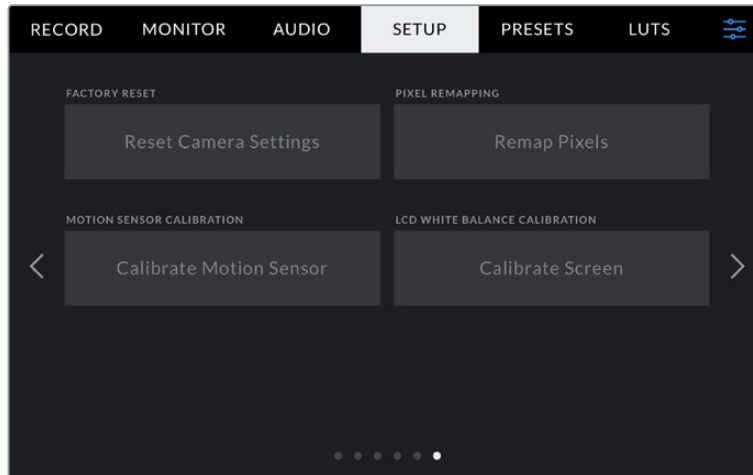 RECORD MONITOR AUDIO SETUP PRESETS LUTS
FACTORY RESET PIXEL REMAPPING
Reset Camera Settings Remap Pixels
MOTION SENSOR CALIBRATION LCD WHITE BALANCE CALIBRATION
Calibrate Motion Sensor Calibrate Screen